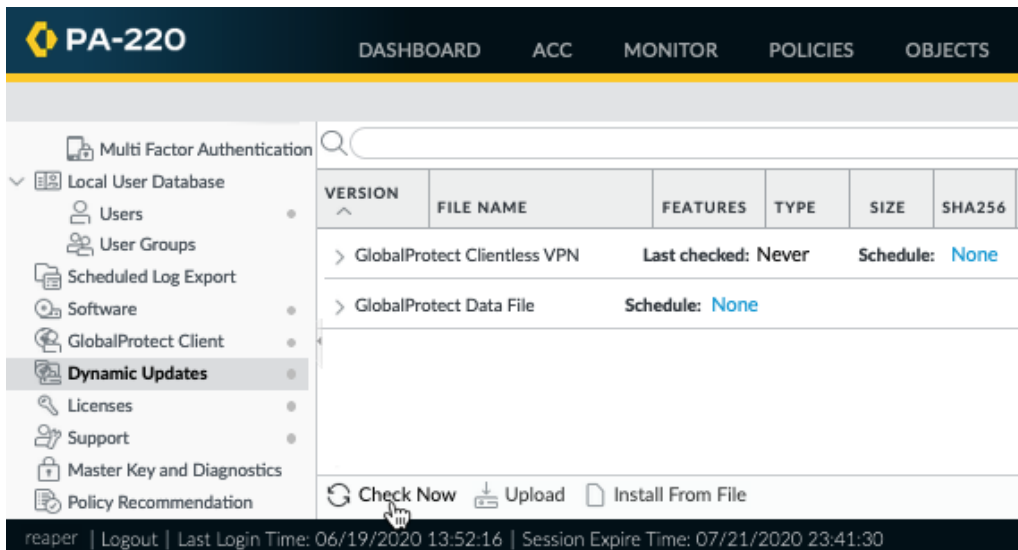 PA-220
DASHBOARD ACC MONITOR POLICIES OBJECTS
Multi Factor Authentication
Local User Database
Users
User Groups
Scheduled Log Export
Software
GlobalProtect Client
Dynamic Updates
Licenses
Support
Master Key and Diagnostics
Policy Recommendation
VERSION FILE NAME FEATURES TYPE SIZE SHA256
GlobalProtect Clientless VPN Last checked: Never Schedule: None
GlobalProtect Data File Schedule: None
Check Now Upload Install From File
reaper | Logout | Last Login Time: 06/19/2020 13:52:16 | Session Expire Time: 07/21/2020 23:41:30